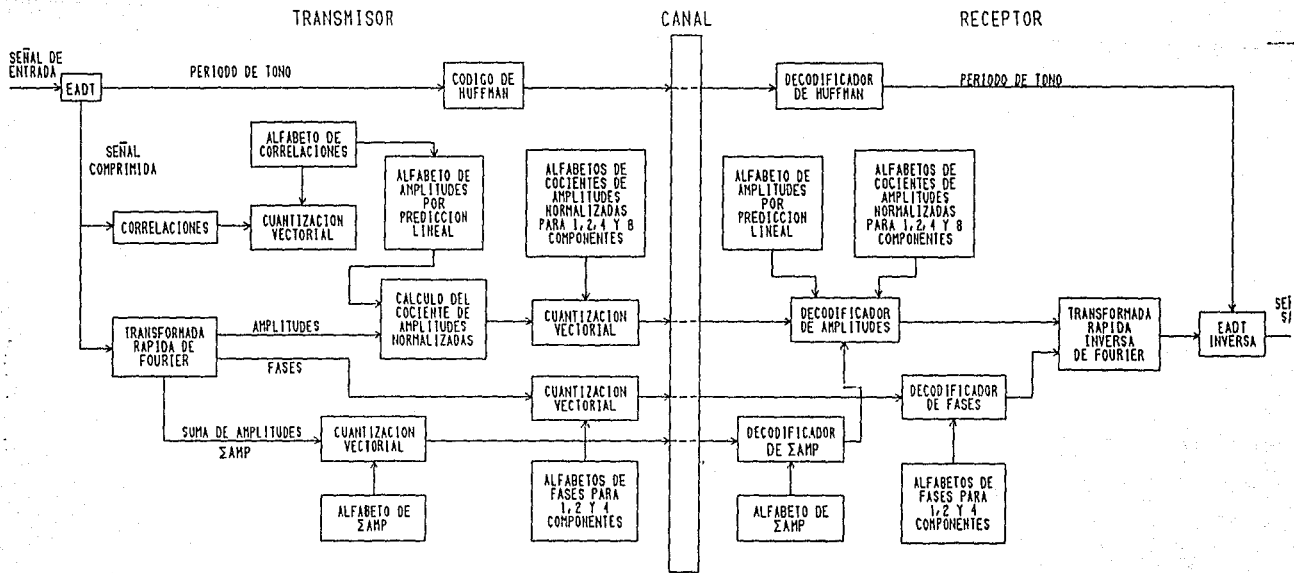 TRANSMISOR
CANAL
RECEPTOR
SEÑAL DE
ENTRADA
EADT
PERIODO DE TONO
CODIGO DE
HUFFMAN
DECODIFICADOR
DE HUFFMAN
PERIODO DE TONO
SEÑAL
COMPRIMIDA
ALFABETO DE
CORRELACIONES
ALFABETO DE
AMPLITUDES
POR
PREDICCION
LINEAL
ALFABETOS DE
COCIENTES DE
AMPLITUDES
NORMALIZADAS
PARA 1,2,4 Y 8
COMPONENTES
ALFABETO DE
AMPLITUDES
POR
PREDICCION
LINEAL
ALFABETOS DE
COCIENTES DE
AMPLITUDES
NORMALIZADAS
PARA 1,2,4 Y 8
COMPONENTES
CORRELACIONES
CUANTIZACION
VECTORIAL
TRANSFORMADA
RAPIDA DE
FOURIER
AMPLITUDES
FASES
CALCULO DEL
COCIENTE DE
AMPLITUDES
NORMALIZADAS
CUANTIZACION
VECTORIAL
DECODIFICADOR
DE AMPLITUDES
TRANSFORMADA
RAPIDA
INVERSA
DE FOURIER
EADT
INVERSA
CUANTIZACION
VECTORIAL
DECODIFICADOR
DE FASES
SUMA DE AMPLITUDES
ΣAMP
CUANTIZACION
VECTORIAL
DECODIFICADOR
DE ΣAMP
ALFABETO DE
ΣAMP
ALFABETOS DE
FASES PARA
1,2 Y 4
COMPONENTES
ALFABETO DE
ΣAMP
ALFABETOS DE
FASES PARA
1,2 Y 4
COMPONENTES